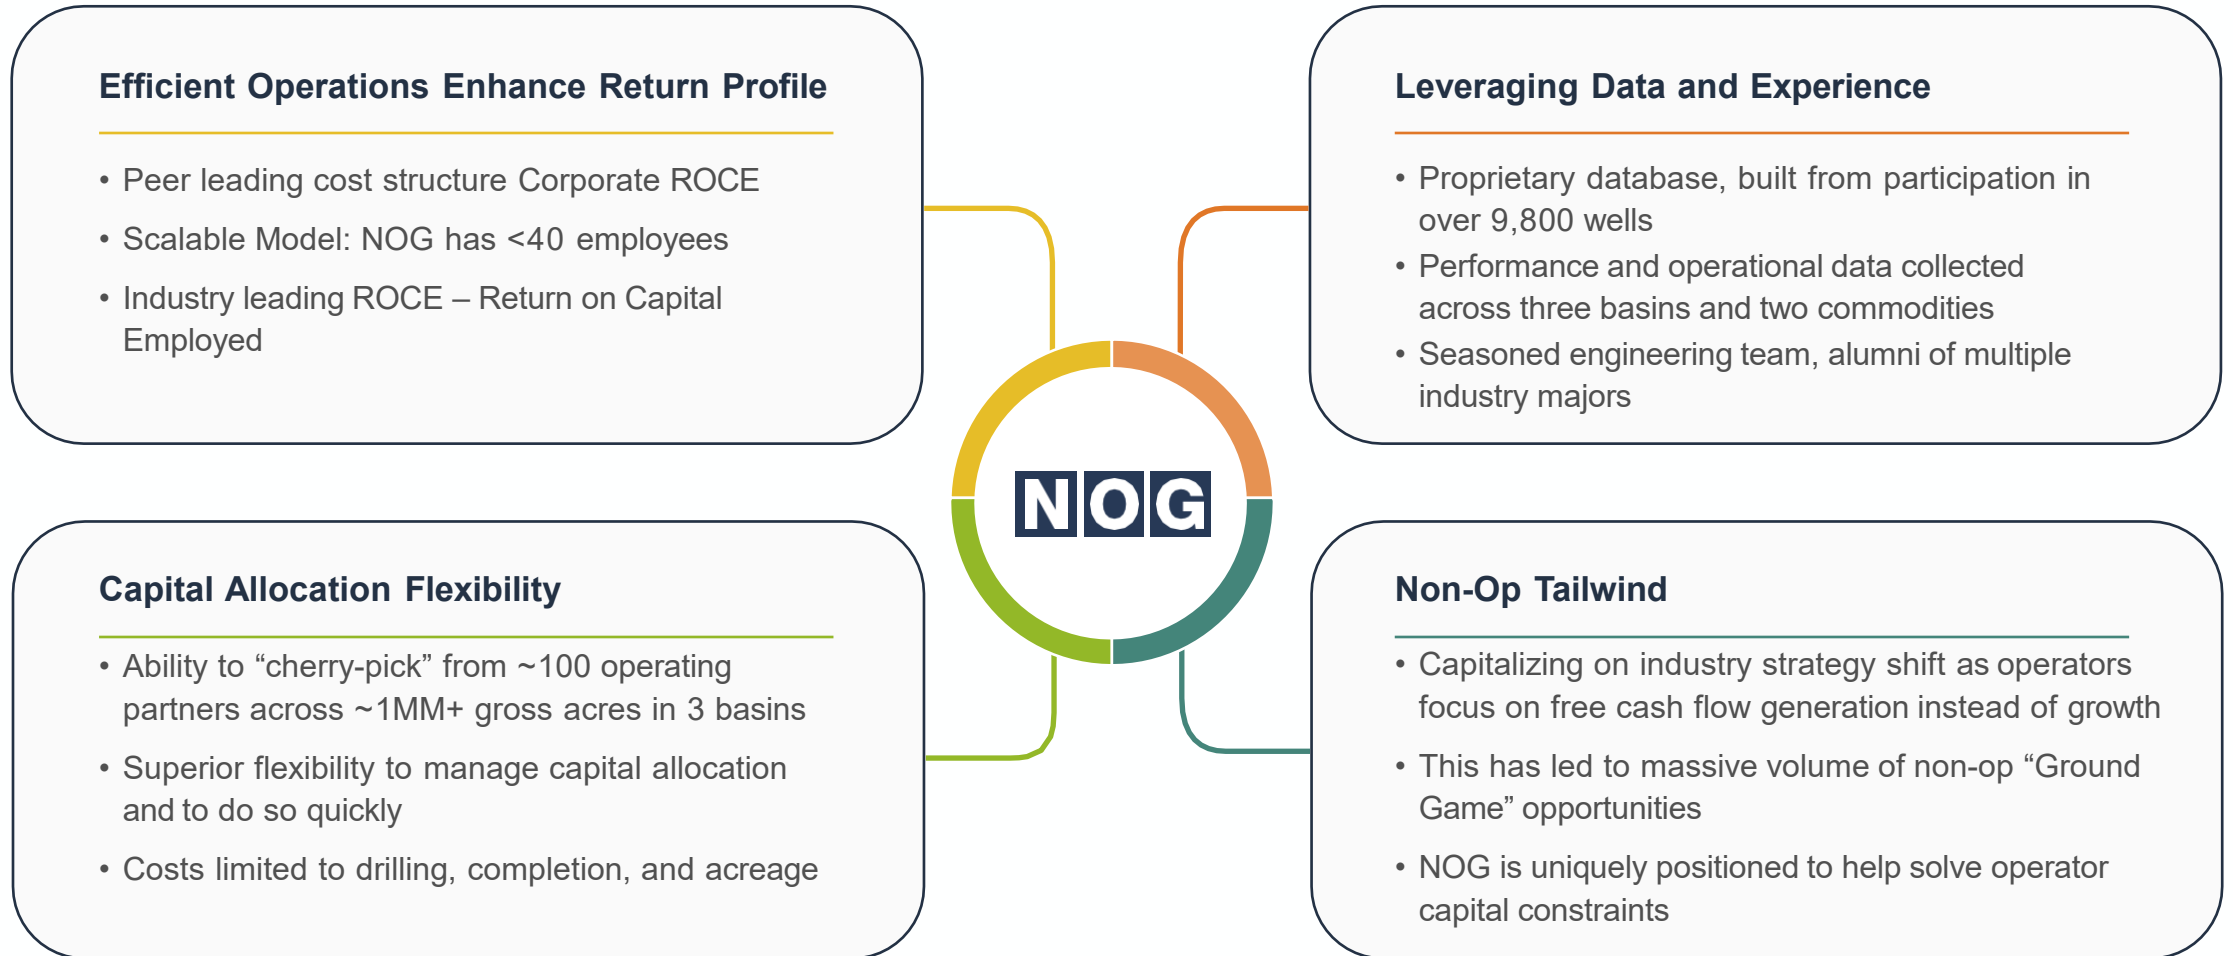 Efficient Operations Enhance Return Profile
• Peer leading cost structure Corporate ROCE
• Scalable Model: NOG has <40 employees
• Industry leading ROCE – Return on Capital
Employed
Leveraging Data and Experience
• Proprietary database, built from participation in
over 9,800 wells
• Performance and operational data collected
across three basins and two commodities
• Seasoned engineering team, alumni of multiple
industry majors
NOG
Capital Allocation Flexibility
• Ability to “cherry-pick” from ~100 operating
partners across ~1MM+ gross acres in 3 basins
• Superior flexibility to manage capital allocation
and to do so quickly
• Costs limited to drilling, completion, and acreage
Non-Op Tailwind
• Capitalizing on industry strategy shift as operators
focus on free cash flow generation instead of growth
• This has led to massive volume of non-op “Ground
Game” opportunities
• NOG is uniquely positioned to help solve operator
capital constraints